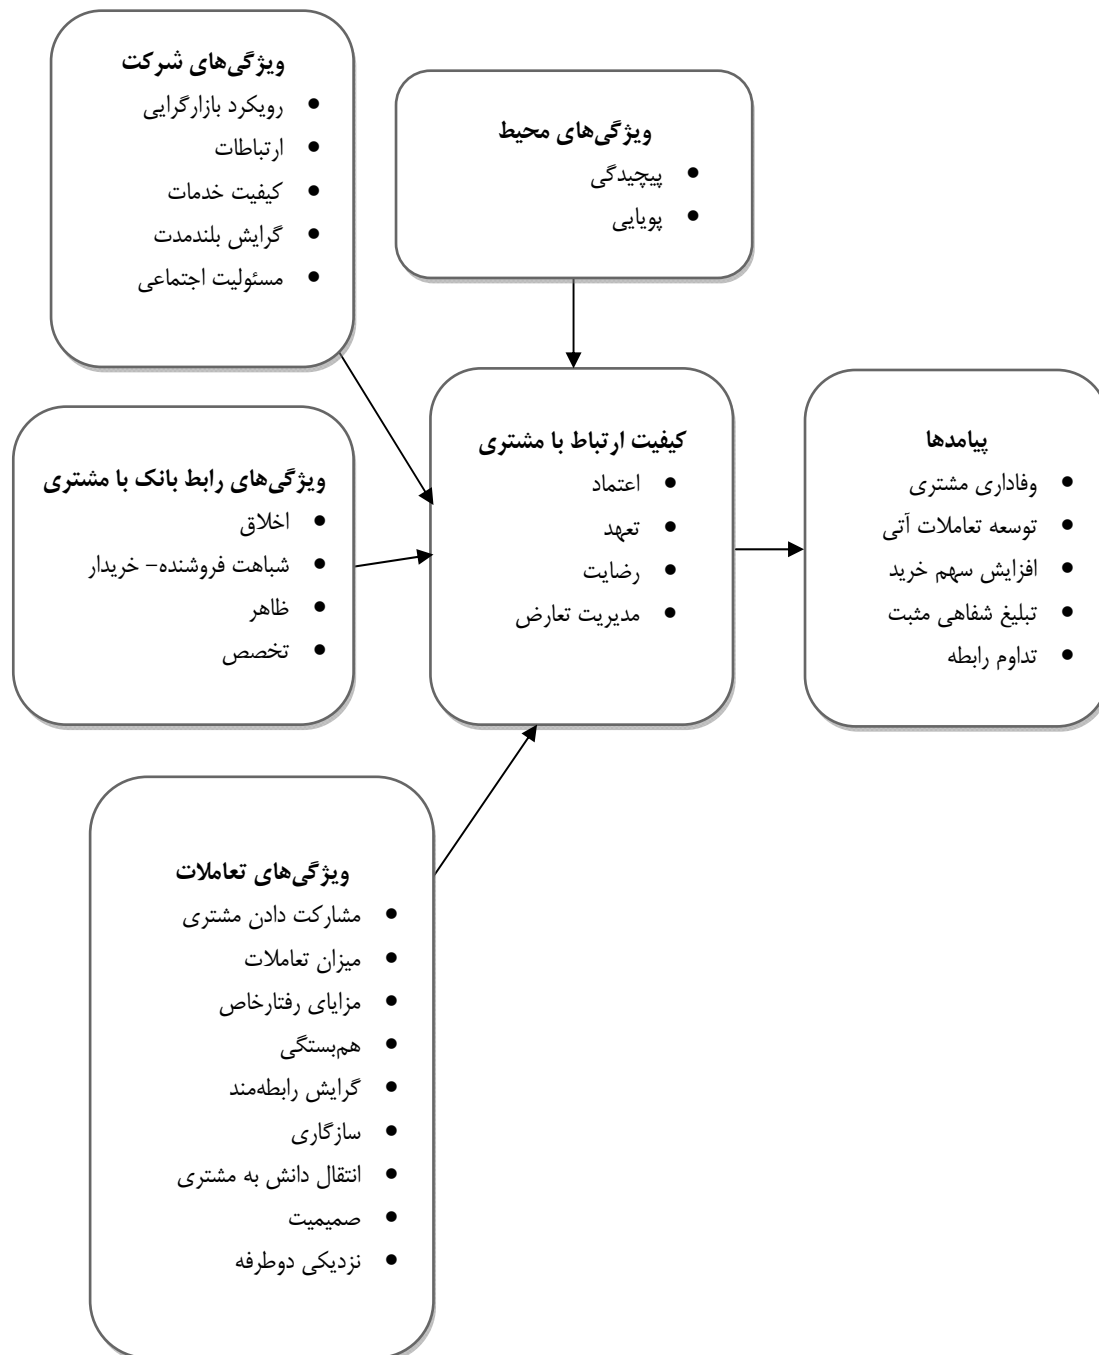 ویژگی‌های شرکت
• رویکرد بازارگرایی
• ارتباطات
• کیفیت خدمات
• گرایش بلندمدت
• مسئولیت اجتماعی
ویژگی‌های محیط
• پیچیدگی
• پویایی
ویژگی‌های رابط بانک با مشتری
• اخلاق
• شباهت فروشنده- خریدار
• ظاهر
• تخصص
کیفیت ارتباط با مشتری
• اعتماد
• تعهد
• رضایت
• مدیریت تعارض
پیامدها
• وفاداری مشتری
• توسعه تعاملات آتی
• افزایش سهم خرید
• تبلیغ شفاهی مثبت
• تداوم رابطه
ویژگی‌های تعاملات
• مشارکت دادن مشتری
• میزان تعاملات
• مزایای رفتارخاص
• هم‌بستگی
• گرایش رابطه‌مند
• سازگاری
• انتقال دانش به مشتری
• صمیمیت
• نزدیکی دوطرفه